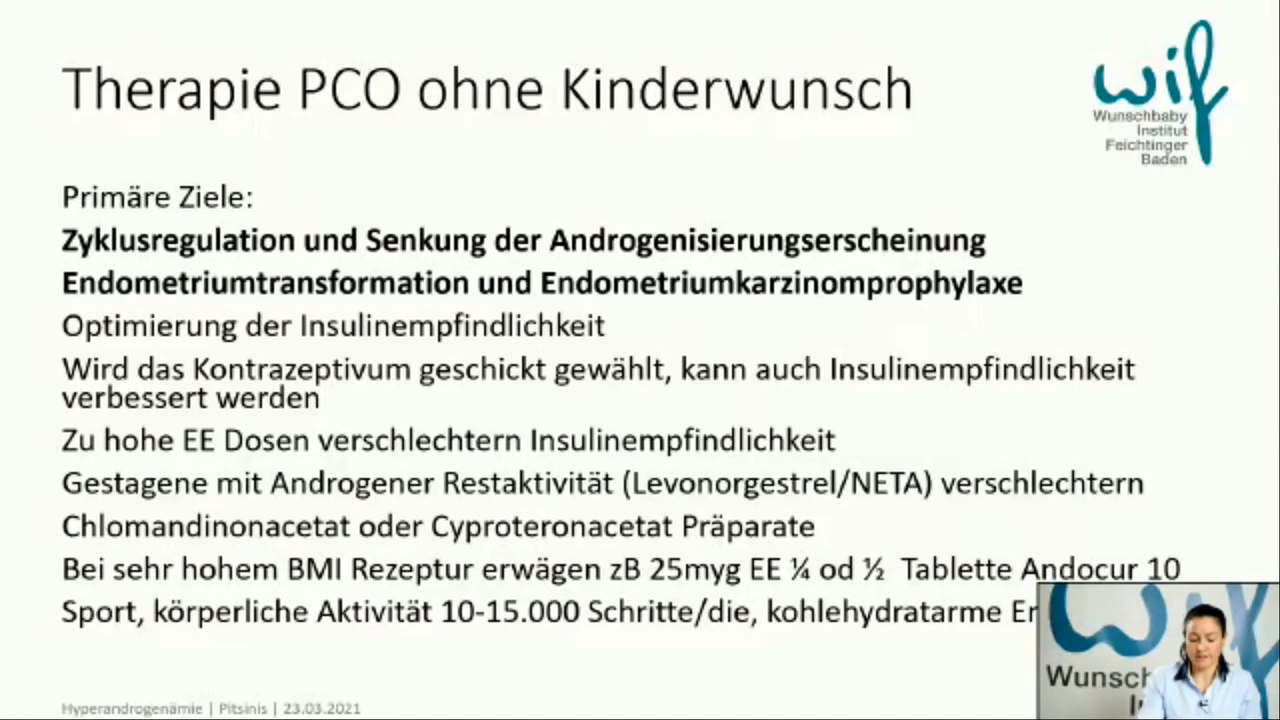 Therapie PCO ohne Kinderwunsch
wif
Wunschbaby
Institut
Feichtinger
Baden
Primäre Ziele:
Zyklusregulation und Senkung der Androgenisierungserscheinung
Endometriumtransformation und Endometriumkarzinomprophylaxe
Optimierung der Insulinempfindlichkeit
Wird das Kontrazeptivum geschickt gewählt, kann auch Insulinempfindlichkeit
verbessert werden
Zu hohe EE Dosen verschlechtern Insulinempfindlichkeit
Gestagene mit Androgener Restaktivität (Levonorgestrel/NETA) verschlechtern
Chlomandinonacetat oder Cyproteronacetat Präparate
Bei sehr hohem BMI Rezeptur erwägen zB 25myg EE ¼ od ½ Tablette Andocur 10
Sport, körperliche Aktivität 10-15.000 Schritte/die, kohlehydratarme
Hyperandrogenämie | Pitsinis | 23.03.2021